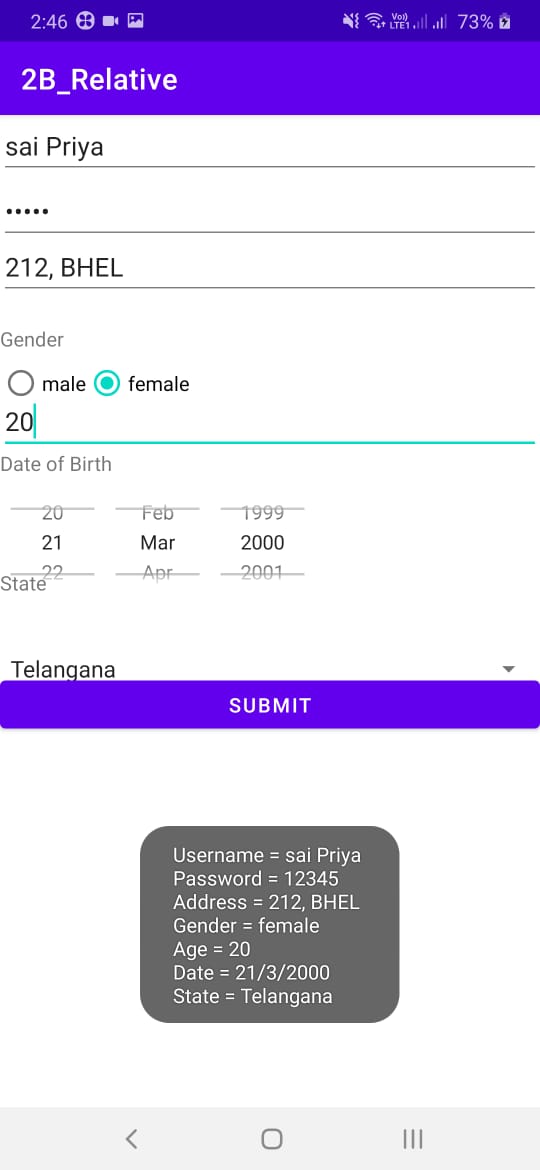 2:46 Vo)) LTE1 73%
2B_Relative
sai Priya
•••••
212, BHEL
Gender
male female
20
Date of Birth
20 Feb 1999
21 Mar 2000
22 Apr 2001
State
Telangana
SUBMIT
Username = sai Priya
Password = 12345
Address = 212, BHEL
Gender = female
Age = 20
Date = 21/3/2000
State = Telangana